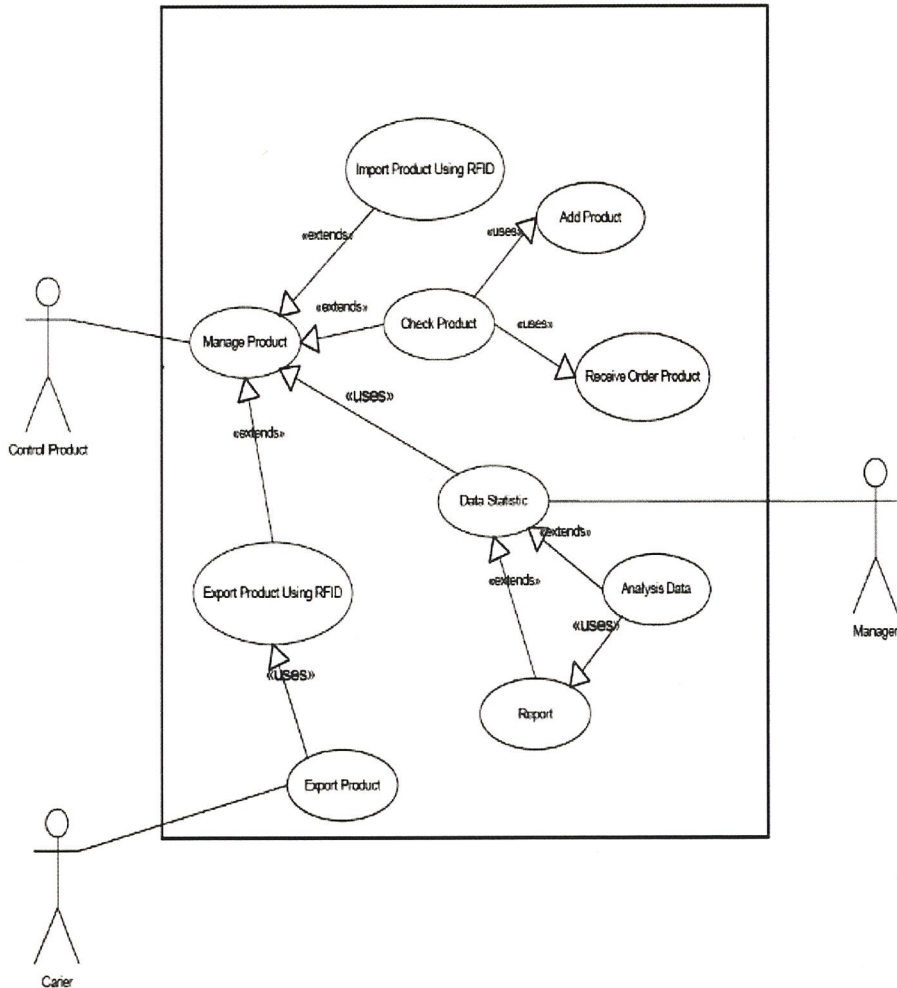 Import Product Using RFID
Add Product
«uses»
«extends»
«extends»
Check Product
«uses»
Manage Product
Receive Order Product
«uses»
Control Product
«extends»
Data Statistic
«extends»
«extends»
Export Product Using RFID
Analysis Data
«uses»
Manager
«uses»
Report
Export Product
Carier